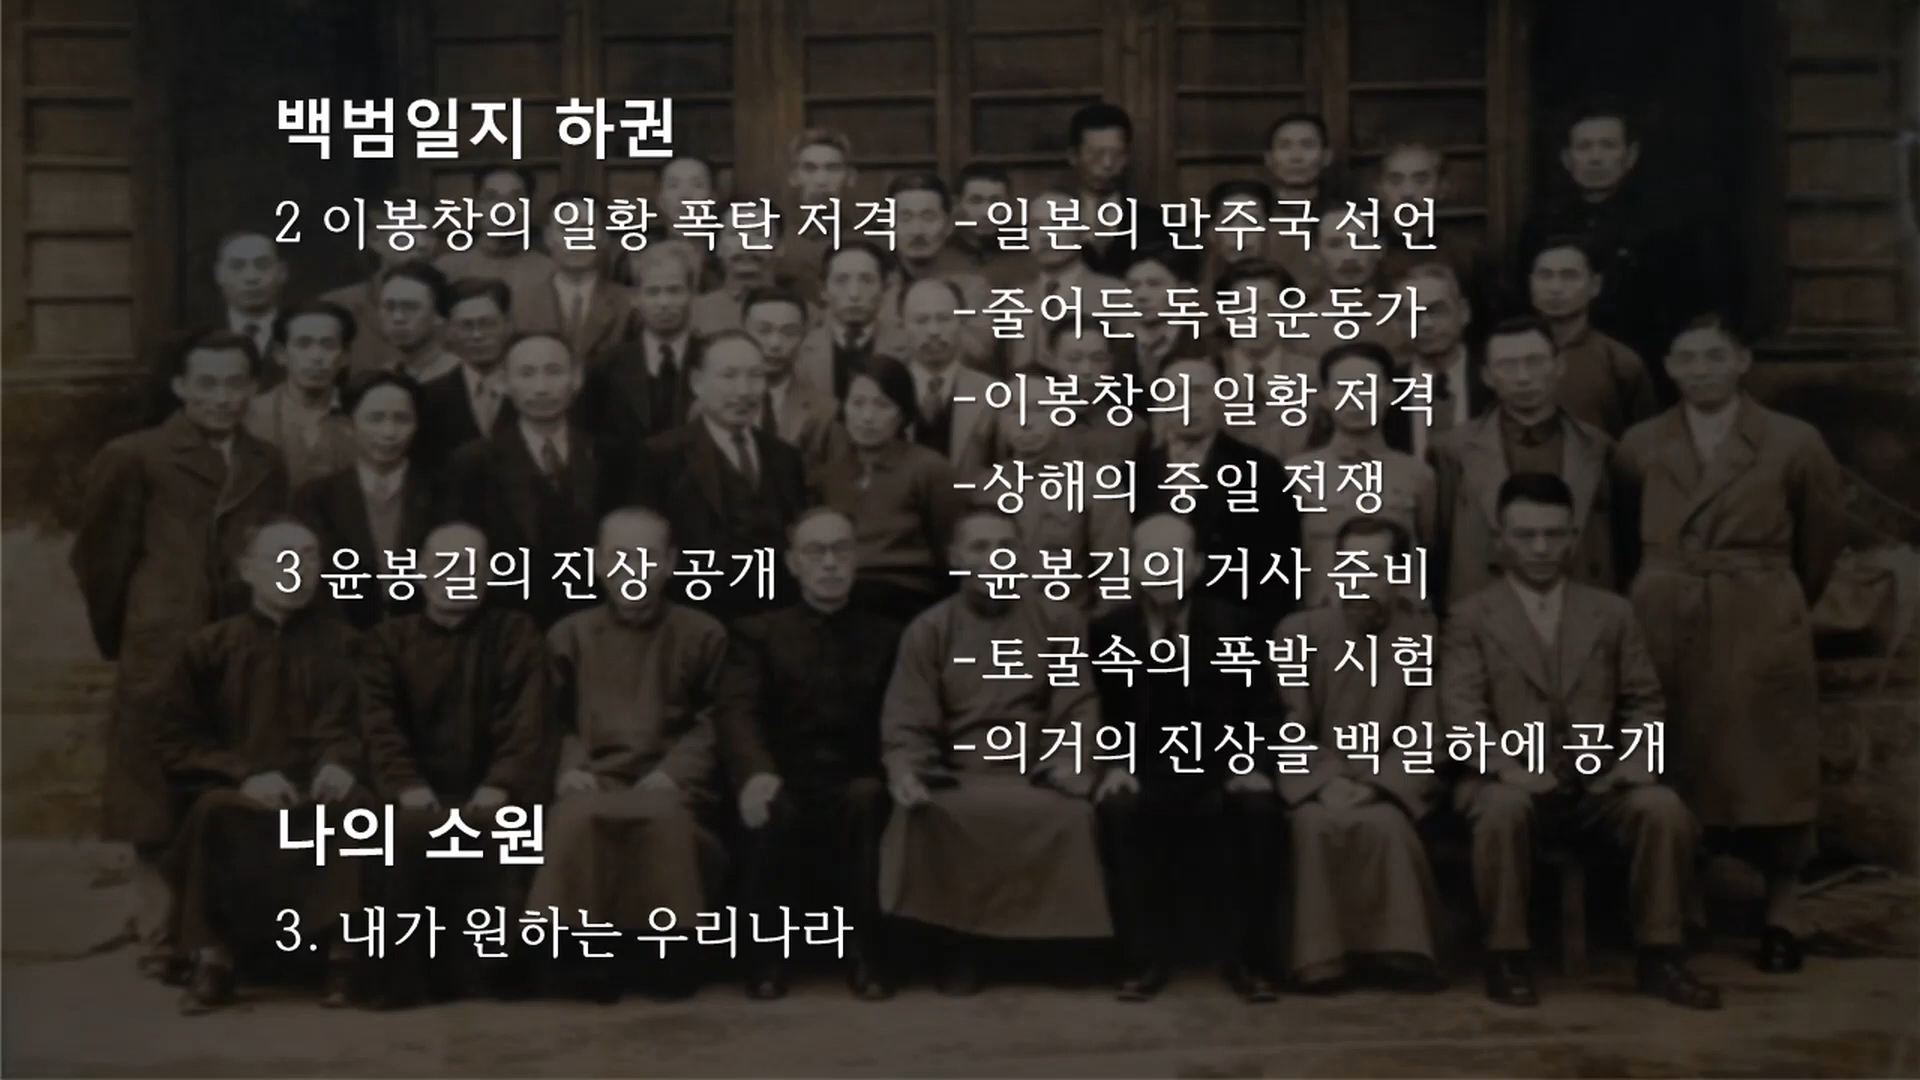 백범일지 하권
2 이봉창의 일황 폭탄 저격 -일본의 만주국 선언
-줄어든 독립운동가
-이봉창의 일황 저격
-상해의 중일 전쟁
3 윤봉길의 진상 공개 -윤봉길의 거사 준비
-토굴속의 폭발 시험
-의거의 진상을 백일하에 공개
나의 소원
3. 내가 원하는 우리나라